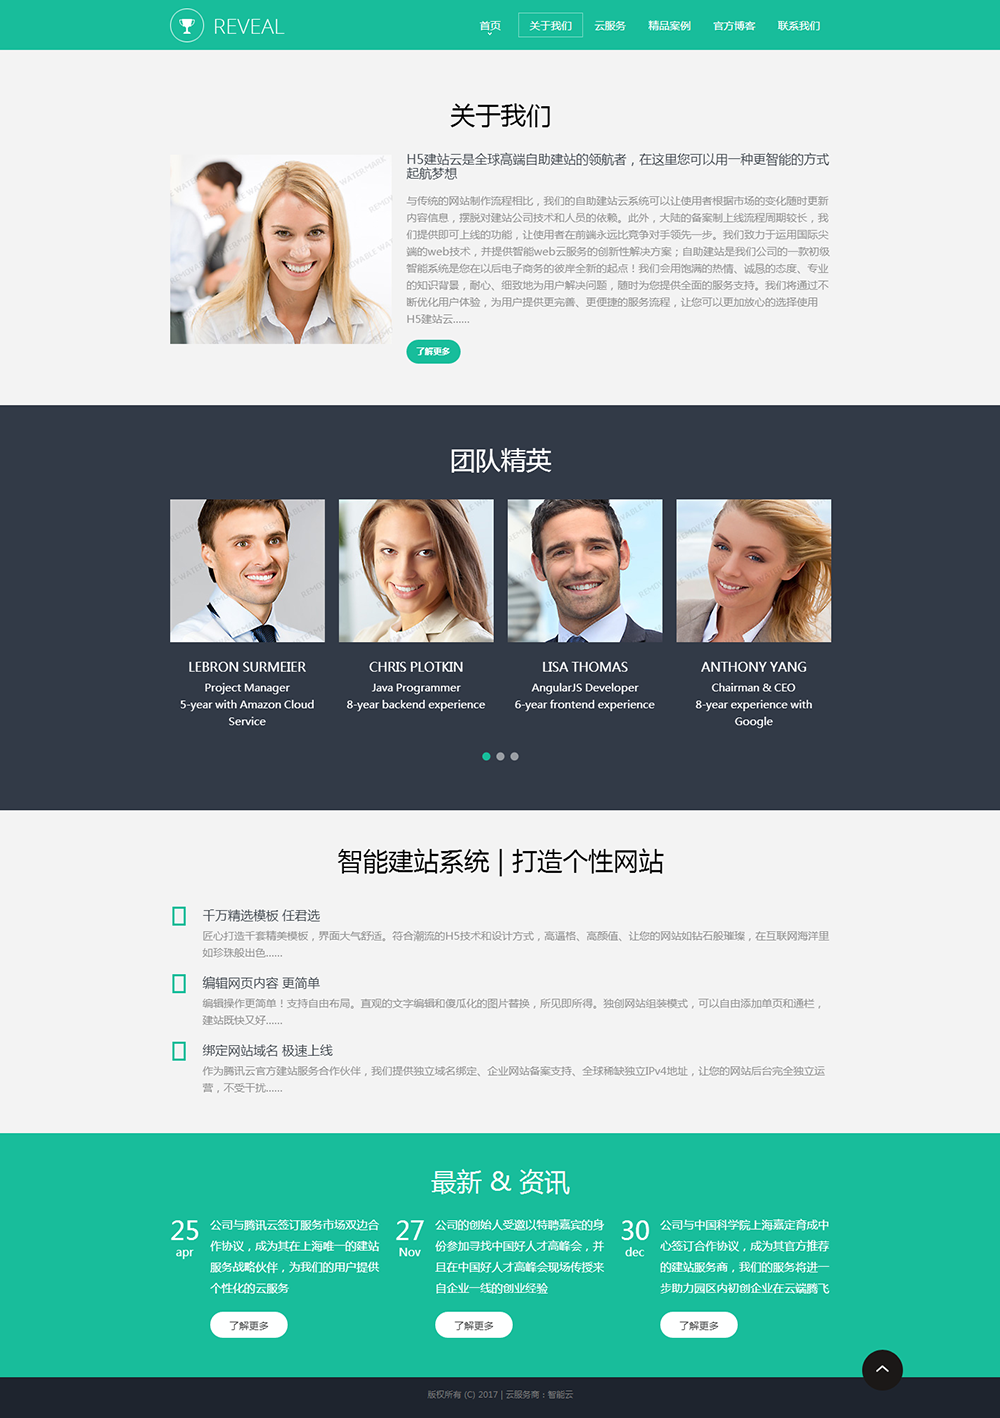 REVEAL
首页 关于我们 云服务 精品案例 官方博客 联系我们
关于我们
H5建站云是全球高端自助建站的领航者，在这里您可以用一种更智能的方式
起航梦想
与传统的网站制作流程相比，我们的自助建站云系统可以让使用者根据市场的变化随时更新
内容信息，摆脱对建站公司技术和人员的依赖。此外，大陆的备案制上线流程周期较长，我
们提供即可上线的功能，让使用者在前端永远比竞争对手领先一步。我们致力于运用国际尖
端的web技术，并提供智能web云服务的创新性解决方案；自助建站是我们公司的一款初级
智能系统是您在以后电子商务的彼岸全新的起点！我们会用饱满的热情、诚恳的态度、专业
的知识背景，耐心、细致地为用户解决问题，随时为您提供全面的服务支持。我们将通过不
断优化用户体验，为用户提供更完善、更便捷的服务流程，让您可以更加放心的选择使用
H5建站云......
了解更多
团队精英
LEBRON SURMEIER
Project Manager
5-year with Amazon Cloud
Service
CHRIS PLOTKIN
Java Programmer
8-year backend experience
LISA THOMAS
AngularJS Developer
6-year frontend experience
ANTHONY YANG
Chairman & CEO
8-year experience with
Google
智能建站系统 | 打造个性网站
千万精选模板 任君选
匠心打造千套精美模板，界面大气舒适。符合潮流的H5技术和设计方式，高逼格、高颜值、让您的网站如钻石般璀璨，在互联网海洋里
如珍珠般出色......
编辑网页内容 更简单
编辑操作更简单！支持自由布局。直观的文字编辑和傻瓜化的图片替换，所见即所得。独创网站组装模式，可以自由添加单页和通栏，
建站既快又好......
绑定网站域名 极速上线
作为腾讯云官方建站服务合作伙伴，我们提供独立域名绑定、企业网站备案支持、全球稀缺独立IPv4地址，让您的网站后台完全独立运
营，不受干扰......
最新 & 资讯
25
apr
公司与腾讯云签订服务市场双边合
作协议，成为其在上海唯一的建站
服务战略伙伴，为我们的用户提供
个性化的云服务
了解更多
27
Nov
公司的创始人受邀以特聘嘉宾的身
份参加寻找中国好人才高峰会，并
且在中国好人才高峰会现场传授来
自企业一线的创业经验
了解更多
30
dec
公司与中国科学院上海嘉定育成中
心签订合作协议，成为其官方推荐
的建站服务商，我们的服务将进一
步助力园区内初创企业在云端腾飞
了解更多
版权所有 (C) 2017 | 云服务商：智能云